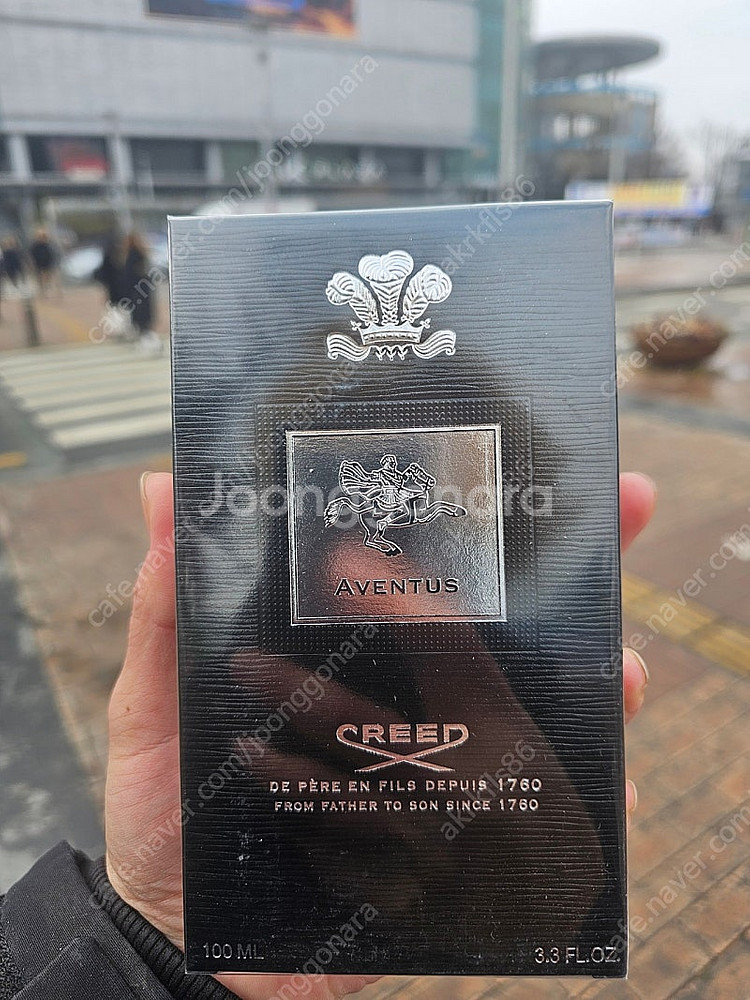 AVENTUS
Joonggonara
CREED
DE PÈRE EN FILS DEPUIS 1760
FROM FATHER TO SON SINCE 1760
100 ML
3.3 FL.OZ.
cafe.naver.com/joonggonara
akrkfs86